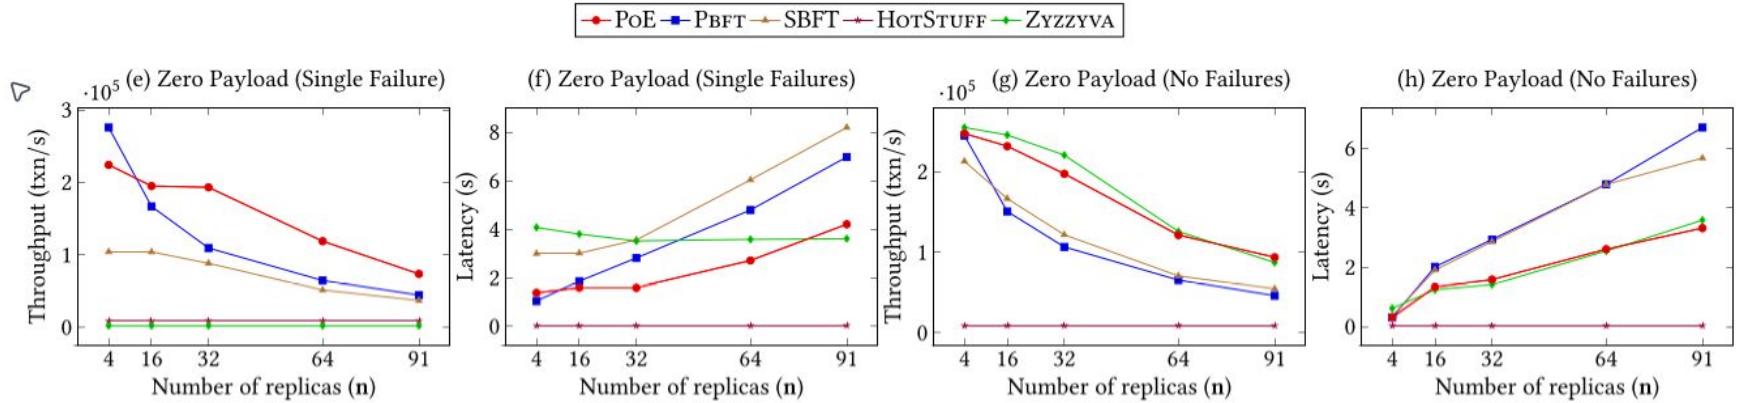 PoE PBFT SBFT HOTSTUFF ZYZZYVA
(e) Zero Payload (Single Failure)
·10^5
Throughput (txn/s)
3
2
1
0
4 16 32 64 91
Number of replicas (n)
(f) Zero Payload (Single Failures)
Latency (s)
8
6
4
2
0
4 16 32 64 91
Number of replicas (n)
(g) Zero Payload (No Failures)
·10^5
Throughput (txn/s)
2
1
0
4 16 32 64 91
Number of replicas (n)
(h) Zero Payload (No Failures)
Latency (s)
6
4
2
0
4 16 32 64 91
Number of replicas (n)